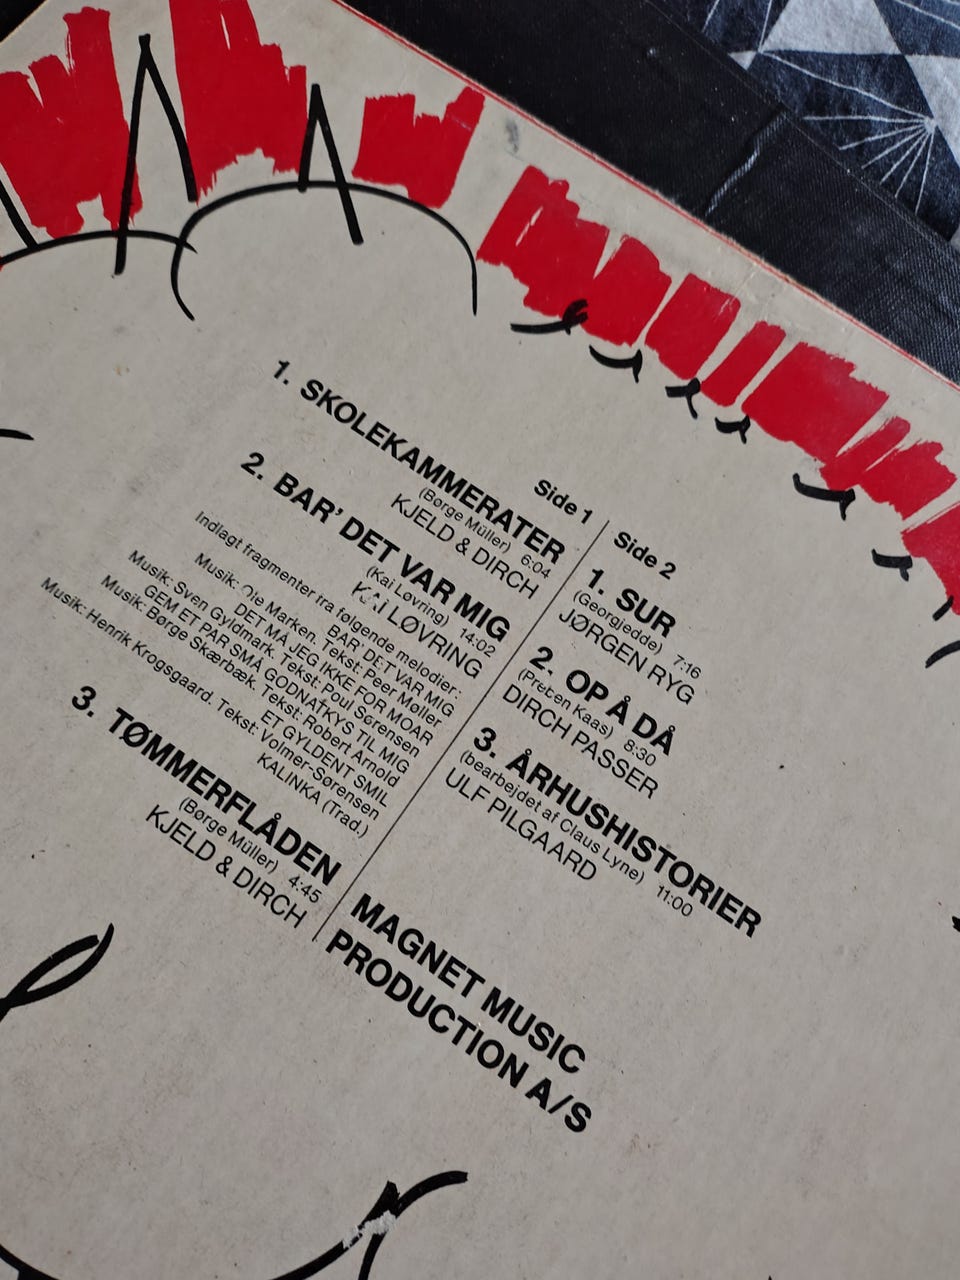 Side 1
1. SKOLEKAMMERATER
(Børge Müller) 6:04
KJELD & DIRCH
2. BAR' DET VAR MIG
(Kai Løvring) 14:02
KAI LØVRING
Indlagt fragmenter fra følgende melodier:
BAR' DET VAR MIG
Musik: Ole Marken. Tekst: Peer Møller
DET MÅ JEG IKKE FOR MOAR
Musik: Sven Gyldmark. Tekst: Poul Sørensen
GEM ET PAR SMÅ GODNATKYS TIL MIG
Musik: Børge Skærbæk. Tekst: Robert Arnold
ET GYLDENT SMIL
Musik: Henrik Krogsgaard. Tekst: Volmer-Sørensen
KALINKA (Trad.)
3. TØMMERFLÅDEN
(Børge Müller) 4:45
KJELD & DIRCH
Side 2
1. SUR
(Georgjedde) 7:16
JØRGEN RYG
2. OP Å DÅ
(Preben Kaas) 8:30
DIRCH PASSER
3. ÅRHUSHISTORIER
(bearbejdet af Claus Lyne) 11:00
ULF PILGAARD
MAGNET MUSIC
PRODUCTION A/S